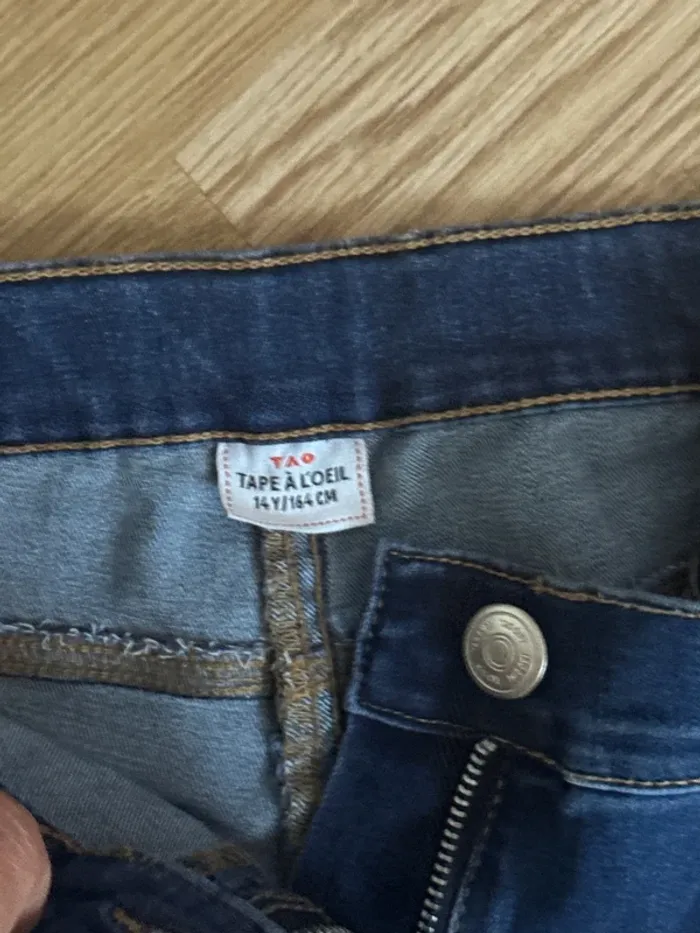 TAO
TAPE À L'OEIL
14 Y/164 CM